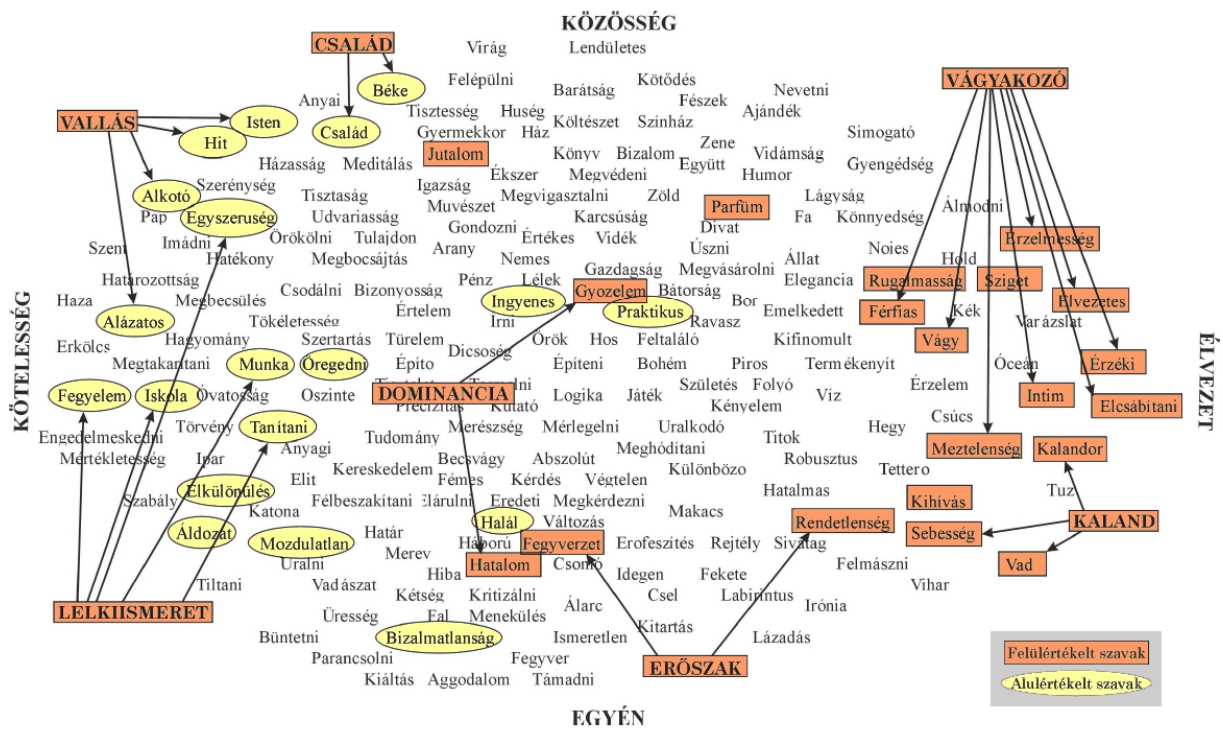 KÖZÖSSÉG
CSALÁD
Virág Lendületes
VÁGYAKOZÓ
Béke Felépülni Kötődés Nevetni
Anyai Barátság Fészek
Isten Tisztesség Huség Ajándék
VALLÁS
Család Gyermekkor Ház Költészet Színház Simogató
Hit Zene
Jutalom Könyv Bizalom Vidámság
Házasság Meditálás Együtt Gyengédség
Ékszer Megvédeni Humor
Alkotó Szerénység Igazság
Tisztaság Megvigasztalni Zöld Lágyság
Pap Egyszeruség Udvariasság Muvészet Karcsúság Parfüm Fa Könnyedség Álmodni
Gondozni Divat
Imádni Örökölni Tulajdon Értékes Vidék Érzelmesség
Szent Hatékony Megbocsájtás Arany Nemes Úszni Állat Noies Hold
Határozottság Pénz Lélek Gazdagság Megvásárolni Elegancia Rugalmasság Sziget
Csodálni Bizonyosság Gyozelem Bátorság
Haza Megbecsülés Értelem Ingyenes Praktikus Bor Emelkedett Férfias Kék Élvezetes
Alázatos Tökéletesség Irni Ravasz Varázslat
KÖTELESSÉG
ÉLVEZET
Erkölcs Hagyomány Szertartás Türelem Dicsoség Örök Hos Feltaláló Kifinomult Vágy
Megtakarítani Munka Öregedni Építo Építeni Bohém Piros Termékenyít Óceán Érzéki
Fegyelem Iskola Óvatosság Oszinte DOMINANCIA Logika Játék Születés Folyó Víz Érzelem Intim Elcsábítani
Precizitás Kutató Kényelem
Engedelmeskedni Törvény Tanítani Merészség Mérlegelni Uralkodó Csúcs
Mértékletesség Anyagi Tudomány Meghódítani Titok Hegy Meztelenség Kalandor
Ipar Kereskedelem Becsvágy Abszolút Különbözo Robusztus Tettero
Szabály Elkülönülés Elit Félbeszakítani Fémes Kérdés Végtelen Hatalmas Tuz
Katona Elárulni Eredeti Megkérdezni Kihívás
Áldozat Halál Változás Makacs Rendetlenség KALAND
Mozdulatlan Határ Háború Fegyverzet Erofeszítés Rejtély Sivatag Sebesség
Uralni Merev Hatalom Csomó Felmászni Vad
Tiltani Vadászat Hiba Idegen Fekete Vihar
LELKIISMERET Kétség Kritizálni Csel Labirintus
Üresség Fal Menekülés Álarc Irónia
Büntetni Bizalmatlanság Ismeretlen Kitartás Lázadás
Parancsolni Fegyver ERŐSZAK
Kiáltás Aggodalom Támadni
Felülértékelt szavak
Alulértékelt szavak
EGYÉN